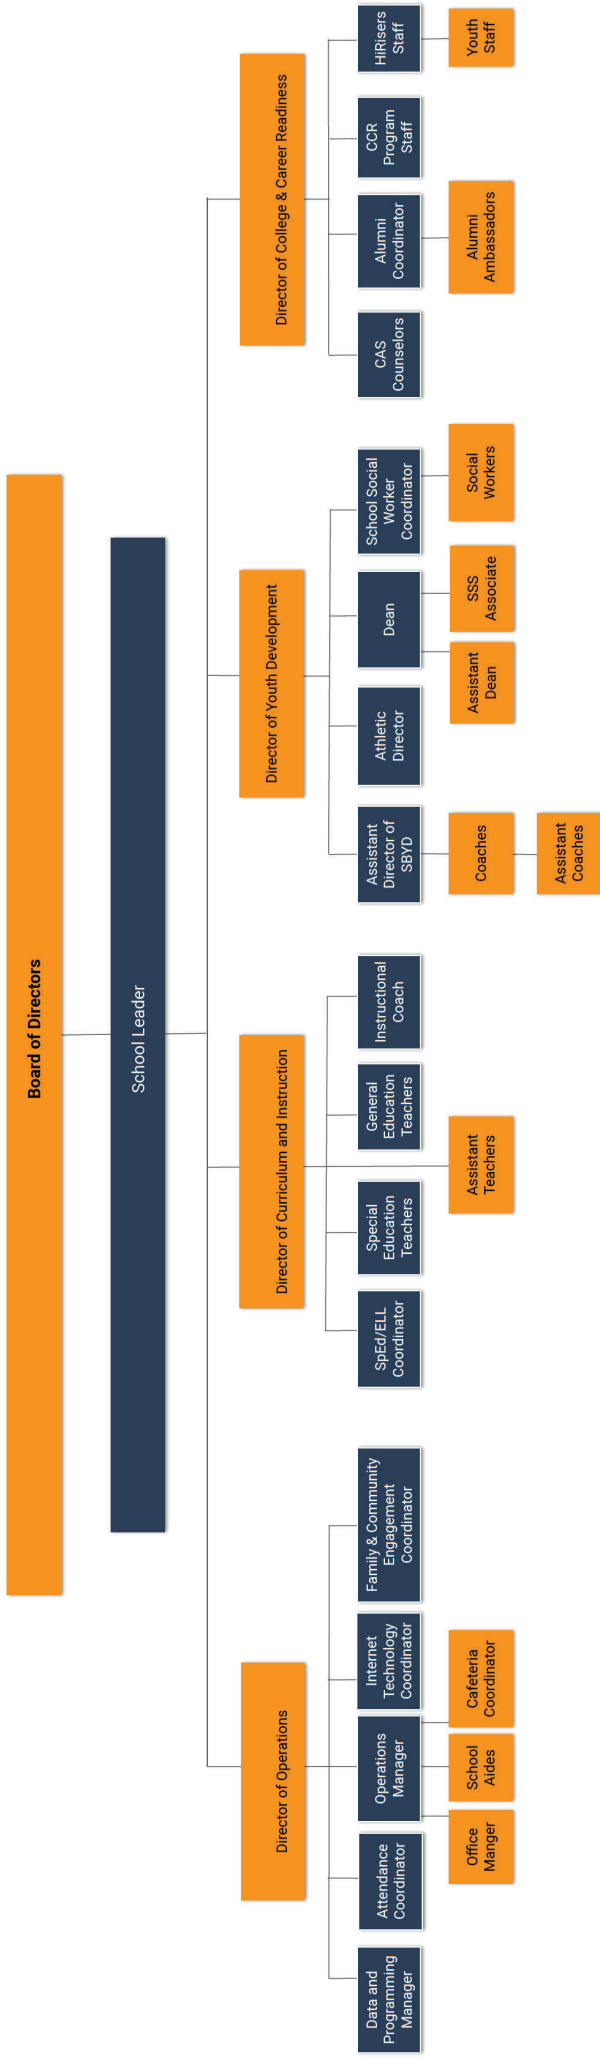 Board of Directors
School Leader
Director of Operations
Director of Curriculum and Instruction
Director of Youth Development
Director of College & Career Readiness
Data and
Programming
Manager
Attendance
Coordinator
Operations
Manager
Internet
Technology
Coordinator
Family & Community
Engagement
Coordinator
SpEd/ELL
Coordinator
Special
Education
Teachers
General
Education
Teachers
Instructional
Coach
Assistant
Director of
SBYD
Athletic
Director
Dean
School Social
Worker
Coordinator
CAS
Counselors
Alumni
Coordinator
CCR
Program
Staff
HiRisers
Staff
Office
Manger
School
Aides
Cafeteria
Coordinator
Assistant
Teachers
Coaches
Assistant
Dean
SSS
Associate
Social
Workers
Alumni
Ambassadors
Youth
Staff
Assistant
Coaches